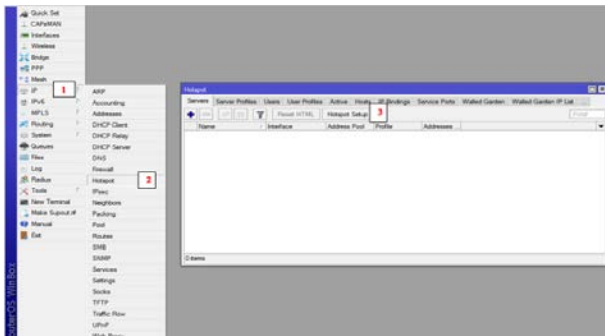 Quick Set
CAPsMAN
Interfaces
Wireless
Bridge
PPP
Mesh
IP
1
IPv6
MPLS
Routing
System
Queues
Files
Log
Radius
Tools
New Terminal
Make Supout.rif
Manual
Exit
RouterOS WinBox
ARP
Accounting
Addresses
DHCP Client
DHCP Relay
DHCP Server
DNS
Firewall
Hotspot
2
IPsec
Neighbors
Packing
Pool
Routes
SMB
SNMP
Services
Settings
Socks
TFTP
Traffic Flow
UPnP
Web Proxy
Hotspot
Servers Server Profiles Users User Profiles Active Hosts IP Bindings Service Ports Walled Garden Walled Garden IP List ...
Reset HTML Hotspot Setup 3 Find
Name Interface Address Pool Profile Addresses
0 items